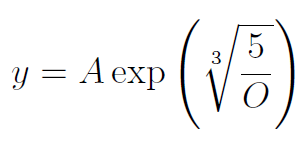 y = A exp ( ∛(5/O) )